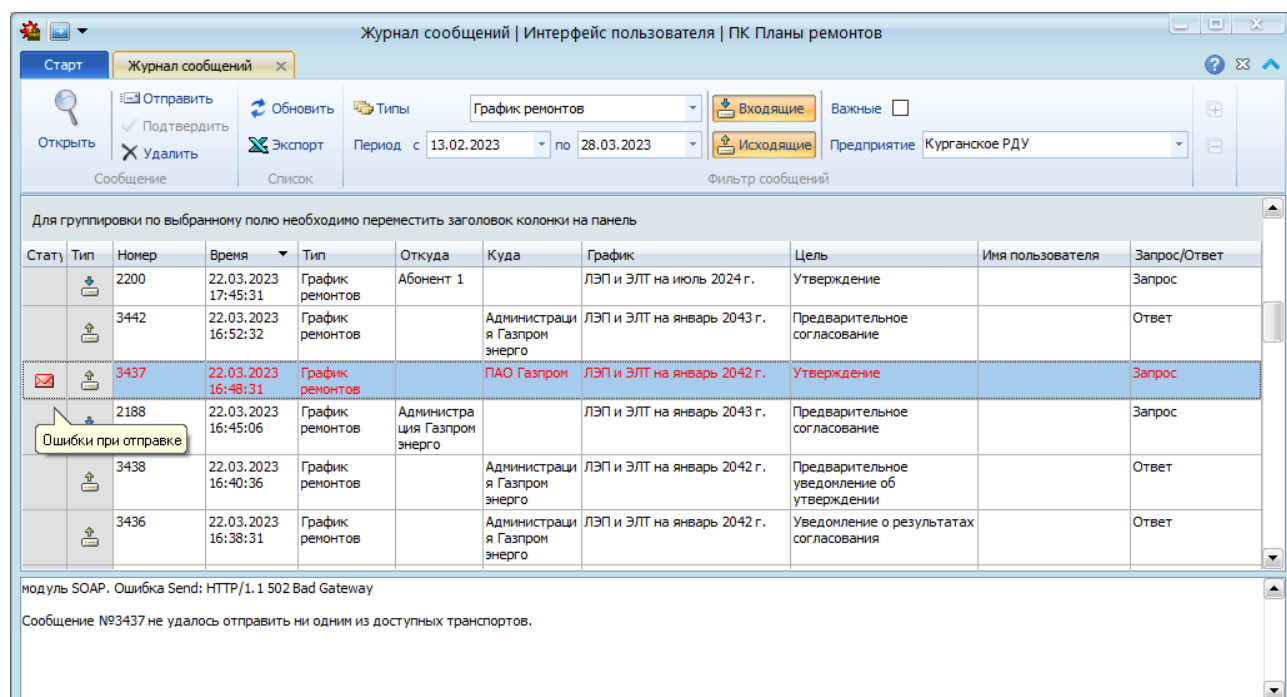 Журнал сообщений | Интерфейс пользователя | ПК Планы ремонтов
Старт
Журнал сообщений
Открыть
Отправить
Подтвердить
Удалить
Сообщение
Обновить
Экспорт
Список
Типы
График ремонтов
Период с 13.02.2023 по 28.03.2023
Входящие
Исходящие
Важные
Предприятие Курганское РДУ
Фильтр сообщений
Для группировки по выбранному полю необходимо переместить заголовок колонки на панель
Стату Тип Номер Время Тип Откуда Куда График Цель Имя пользователя Запрос/Ответ
2200 22.03.2023 График Абонент 1 ЛЭП и ЭЛТ на июль 2024 г. Утверждение Запрос
17:45:31 ремонтов
3442 22.03.2023 График Администраци ЛЭП и ЭЛТ на январь 2043 г. Предварительное Ответ
16:52:32 ремонтов я Газпром согласование
энерго
3437 22.03.2023 График ПАО Газпром ЛЭП и ЭЛТ на январь 2042 г. Утверждение Запрос
16:48:31 ремонтов
2188 22.03.2023 График Администра ЛЭП и ЭЛТ на январь 2043 г. Предварительное Запрос
16:45:06 ремонтов ция Газпром согласование
энерго
Ошибки при отправке
3438 22.03.2023 График Администраци ЛЭП и ЭЛТ на январь 2042 г. Предварительное Ответ
16:40:36 ремонтов я Газпром уведомление об
энерго утверждении
3436 22.03.2023 График Администраци ЛЭП и ЭЛТ на январь 2042 г. Уведомление о результатах Ответ
16:38:31 ремонтов я Газпром согласования
энерго
модуль SOAP. Ошибка Send: HTTP/1.1 502 Bad Gateway
Сообщение №3437 не удалось отправить ни одним из доступных транспортов.